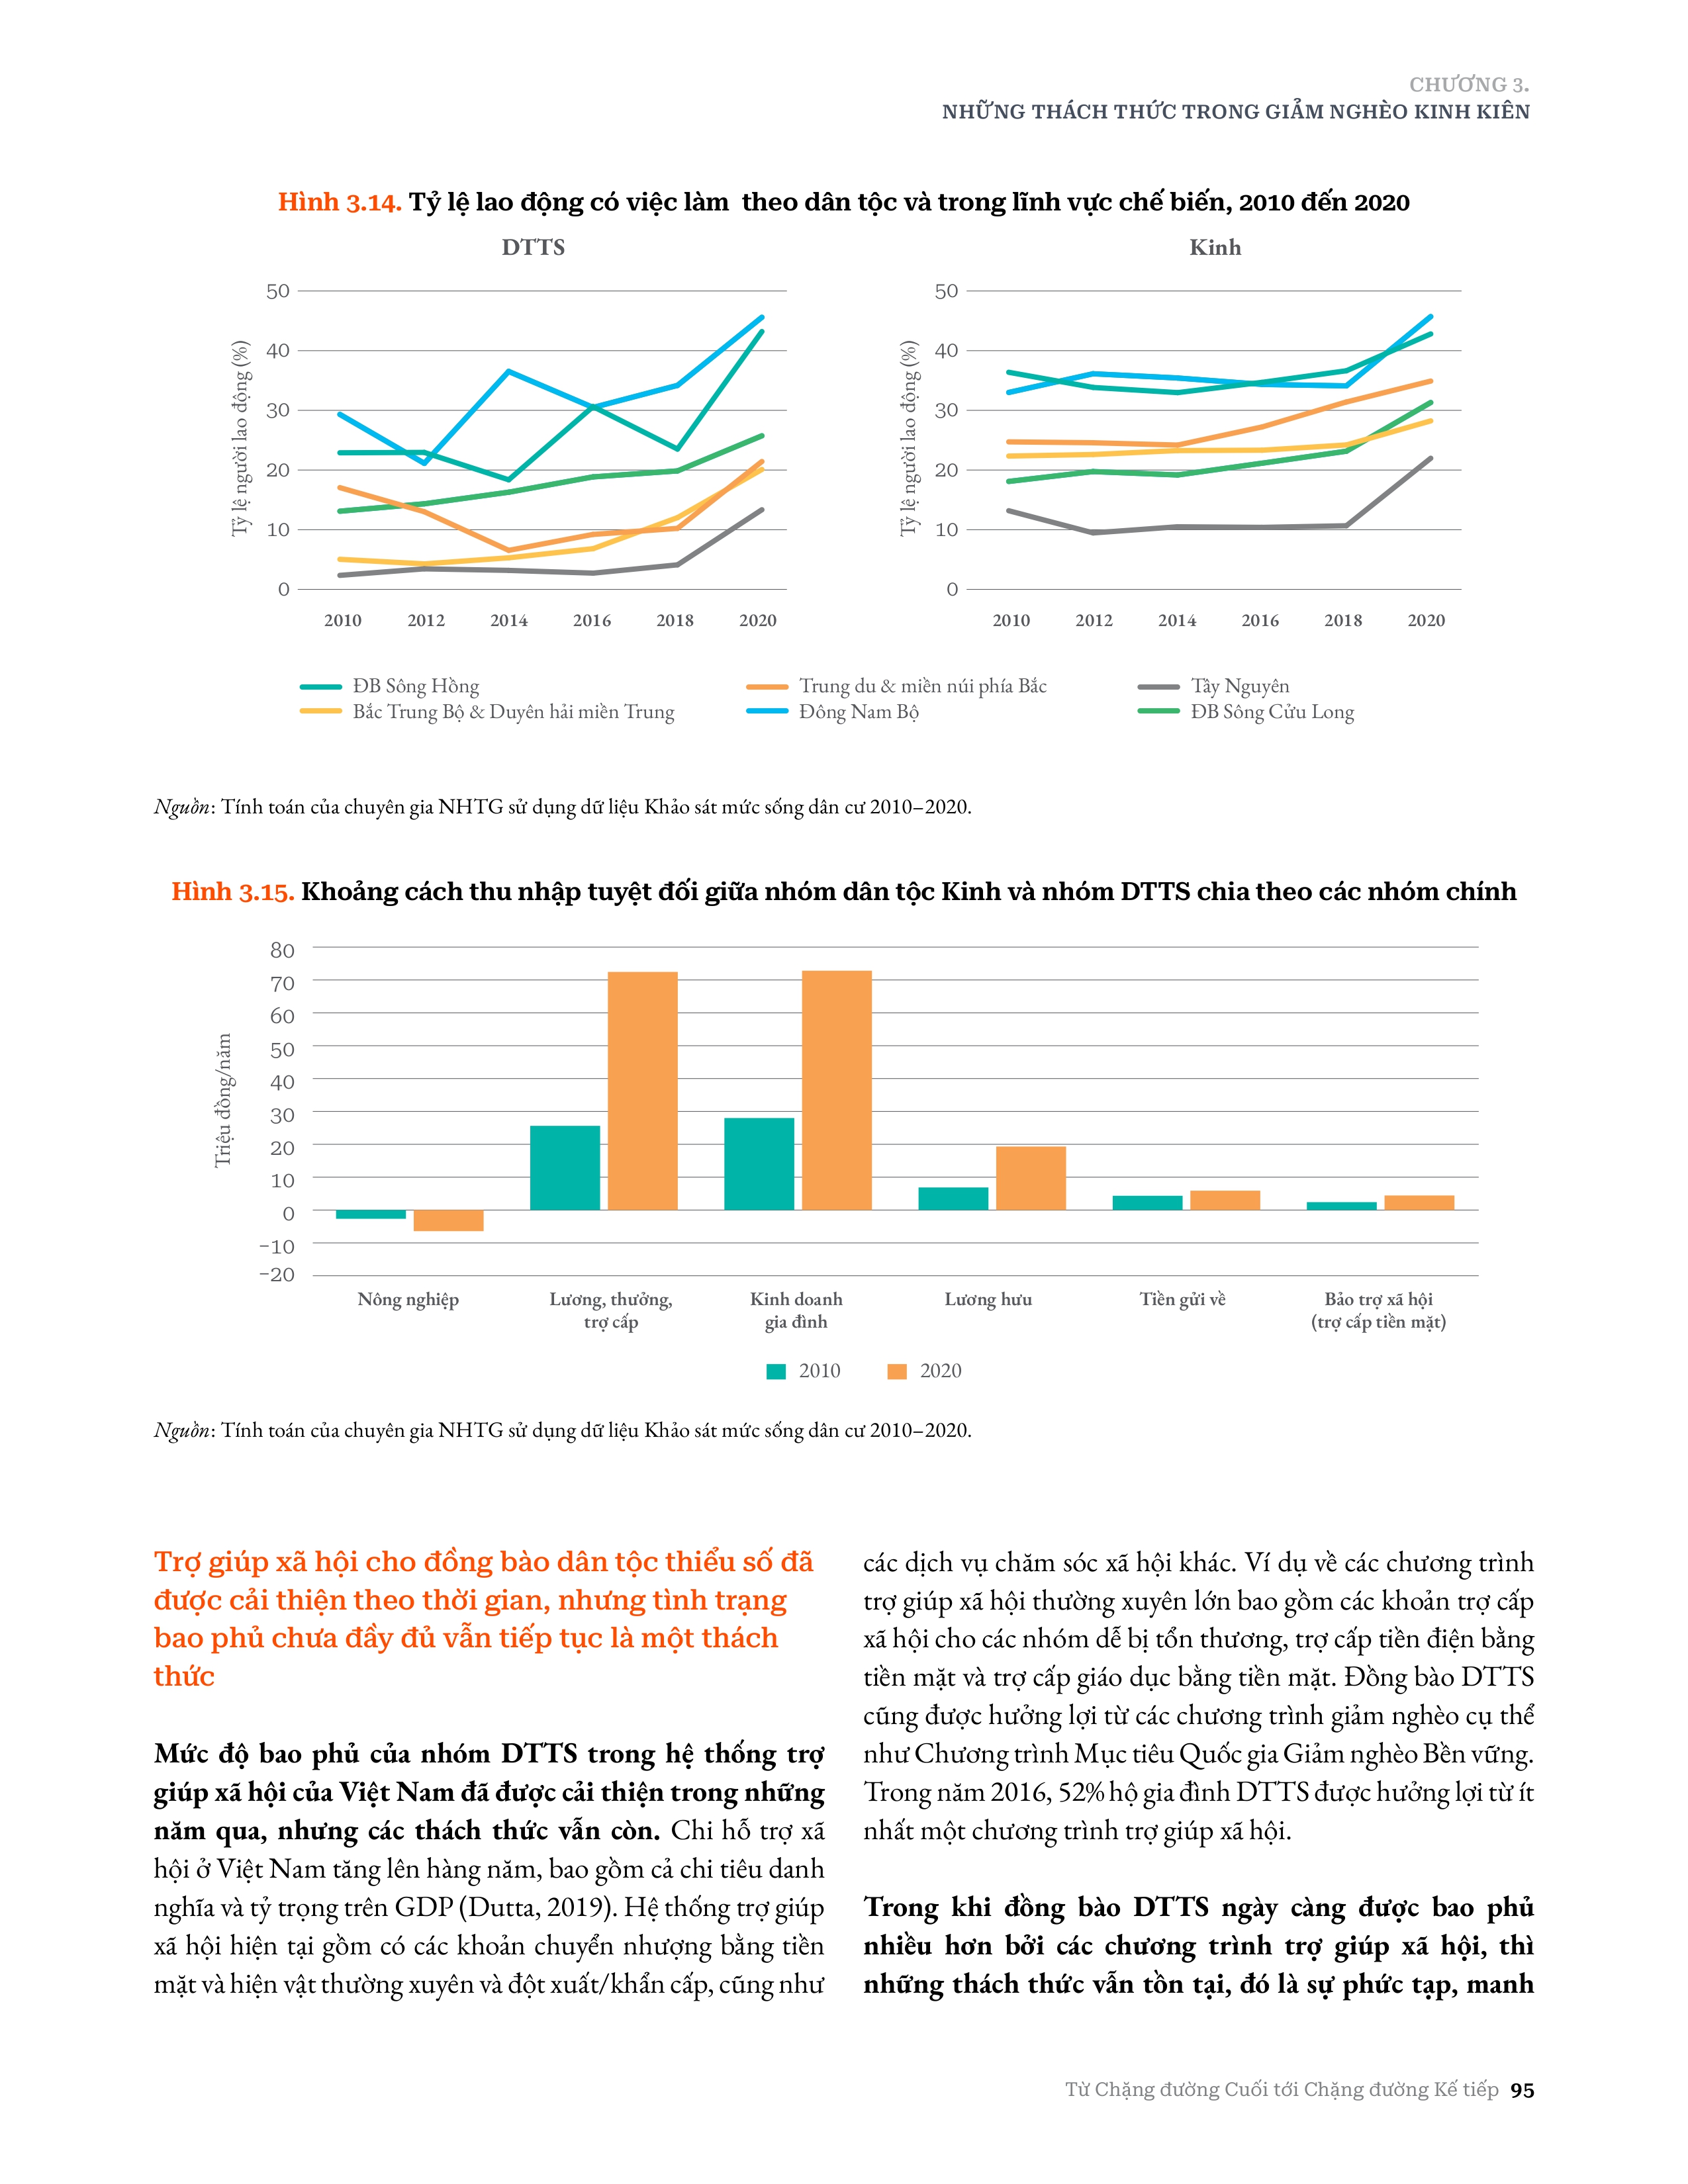 CHƯƠNG 3.
NHỮNG THÁCH THỨC TRONG GIẢM NGHÈO KINH KIÊN
Hình 3.14. Tỷ lệ lao động có việc làm theo dân tộc và trong lĩnh vực chế biến, 2010 đến 2020
DTTS
Tỷ lệ người lao động (%)
50
40
30
20
10
0
2010 2012 2014 2016 2018 2020
Kinh
Tỷ lệ người lao động (%)
50
40
30
20
10
0
2010 2012 2014 2016 2018 2020
ĐB Sông Hồng Trung du & miền núi phía Bắc Tây Nguyên
Bắc Trung Bộ & Duyên hải miền Trung Đông Nam Bộ ĐB Sông Cửu Long
Nguồn: Tính toán của chuyên gia NHTG sử dụng dữ liệu Khảo sát mức sống dân cư 2010–2020.
Hình 3.15. Khoảng cách thu nhập tuyệt đối giữa nhóm dân tộc Kinh và nhóm DTTS chia theo các nhóm chính
Triệu đồng/năm
80
70
60
50
40
30
20
10
0
−10
−20
Nông nghiệp Lương, thưởng, Kinh doanh Lương hưu Tiền gửi về Bảo trợ xã hội
trợ cấp gia đình (trợ cấp tiền mặt)
2010 2020
Nguồn: Tính toán của chuyên gia NHTG sử dụng dữ liệu Khảo sát mức sống dân cư 2010–2020.
Trợ giúp xã hội cho đồng bào dân tộc thiểu số đã
được cải thiện theo thời gian, nhưng tình trạng
bao phủ chưa đầy đủ vẫn tiếp tục là một thách
thức
Mức độ bao phủ của nhóm DTTS trong hệ thống trợ
giúp xã hội của Việt Nam đã được cải thiện trong những
năm qua, nhưng các thách thức vẫn còn. Chi hỗ trợ xã
hội ở Việt Nam tăng lên hàng năm, bao gồm cả chi tiêu danh
nghĩa và tỷ trọng trên GDP (Dutta, 2019). Hệ thống trợ giúp
xã hội hiện tại gồm có các khoản chuyển nhượng bằng tiền
mặt và hiện vật thường xuyên và đột xuất/khẩn cấp, cũng như
các dịch vụ chăm sóc xã hội khác. Ví dụ về các chương trình
trợ giúp xã hội thường xuyên lớn bao gồm các khoản trợ cấp
xã hội cho các nhóm dễ bị tổn thương, trợ cấp tiền điện bằng
tiền mặt và trợ cấp giáo dục bằng tiền mặt. Đồng bào DTTS
cũng được hưởng lợi từ các chương trình giảm nghèo cụ thể
như Chương trình Mục tiêu Quốc gia Giảm nghèo Bền vững.
Trong năm 2016, 52% hộ gia đình DTTS được hưởng lợi từ ít
nhất một chương trình trợ giúp xã hội.
Trong khi đồng bào DTTS ngày càng được bao phủ
nhiều hơn bởi các chương trình trợ giúp xã hội, thì
những thách thức vẫn tồn tại, đó là sự phức tạp, manh
Từ Chặng đường Cuối tới Chặng đường Kế tiếp 95